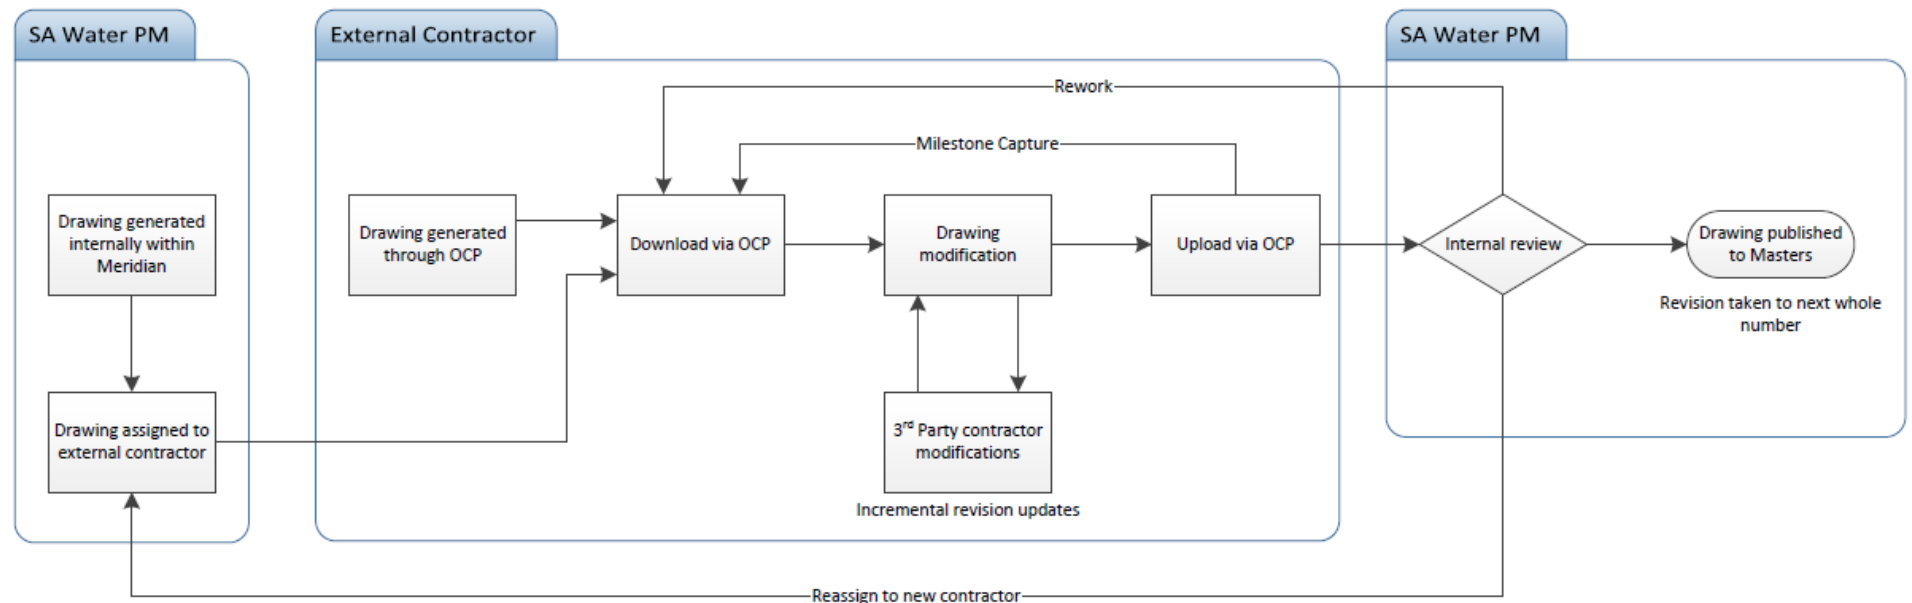 SA Water PM
External Contractor
SA Water PM
Rework
Milestone Capture
Drawing generated
internally within
Meridian
Drawing generated
through OCP
Download via OCP
Drawing
modification
Upload via OCP
Internal review
Drawing published
to Masters
Revision taken to next whole
number
Drawing assigned to
external contractor
3rd Party contractor
modifications
Incremental revision updates
Reassign to new contractor